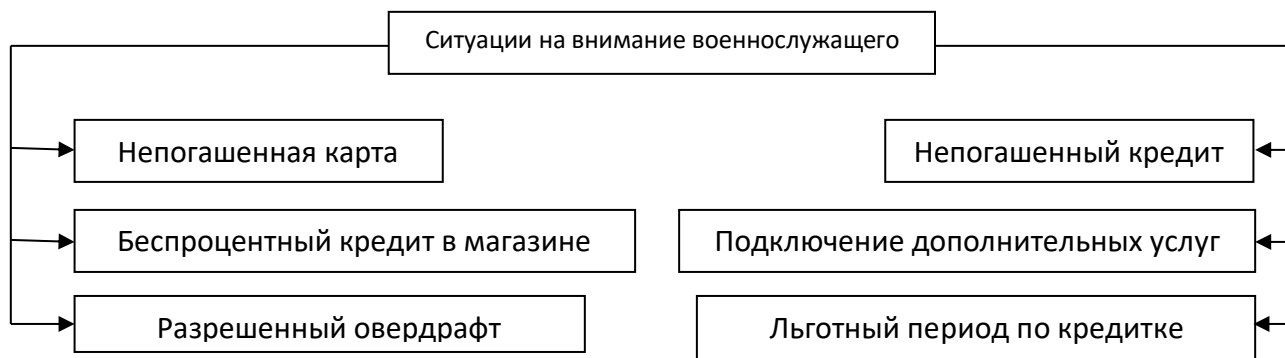 Ситуации на внимание военнослужащего
Непогашенная карта
Непогашенный кредит
Беспроцентный кредит в магазине
Подключение дополнительных услуг
Разрешенный овердрафт
Льготный период по кредитке